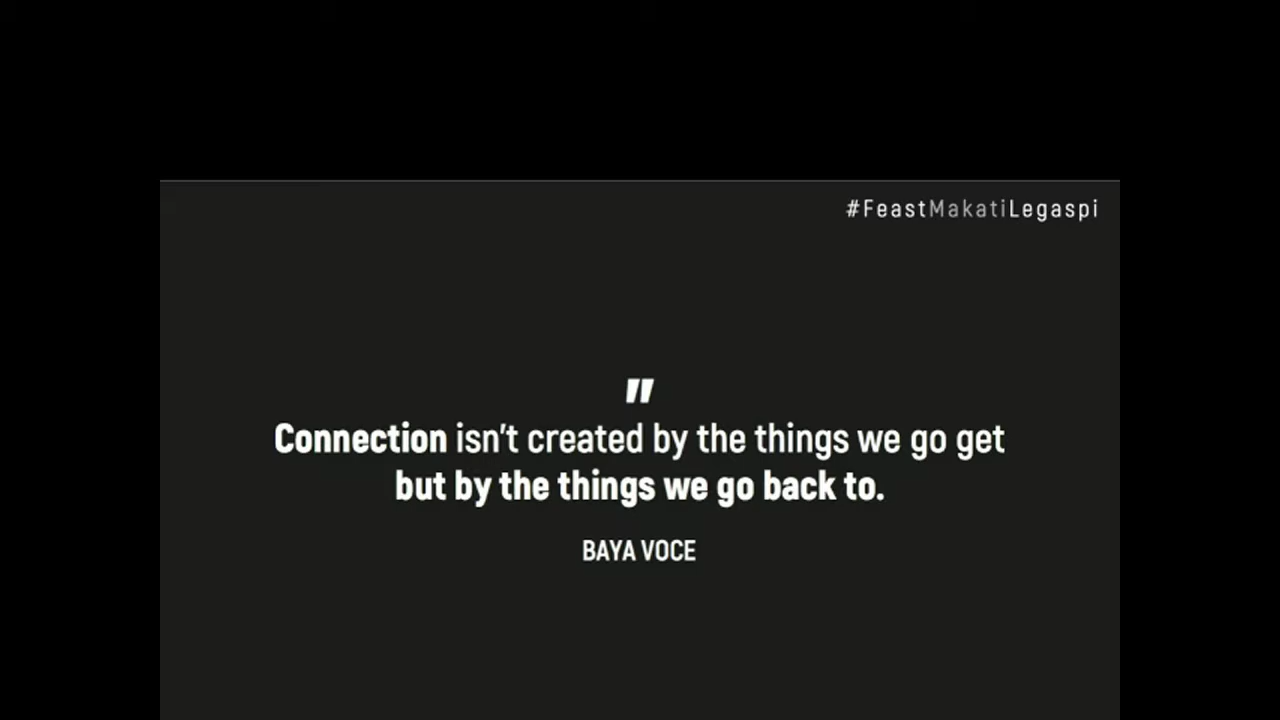 #FeastMakatiLegaspi
"
Connection isn't created by the things we go get
but by the things we go back to.
BAYA VOCE